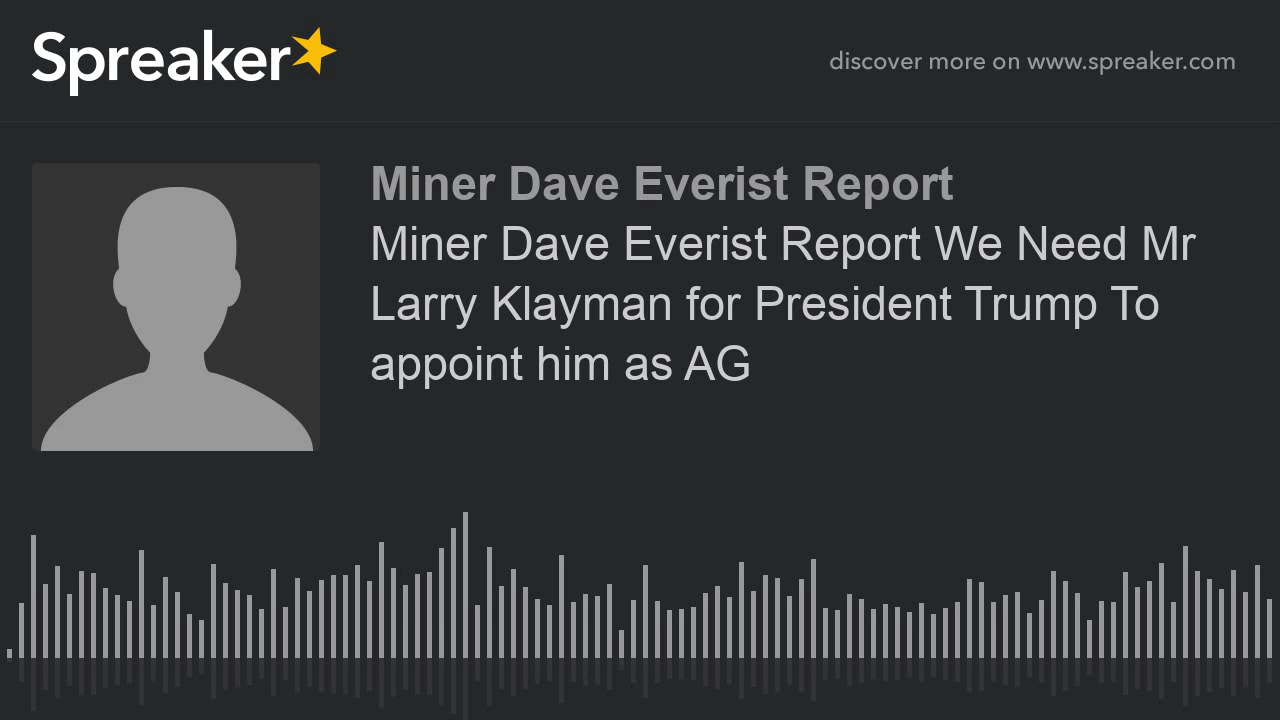 Spreaker
discover more on www.spreaker.com
Miner Dave Everist Report
Miner Dave Everist Report We Need Mr
Larry Klayman for President Trump To
appoint him as AG